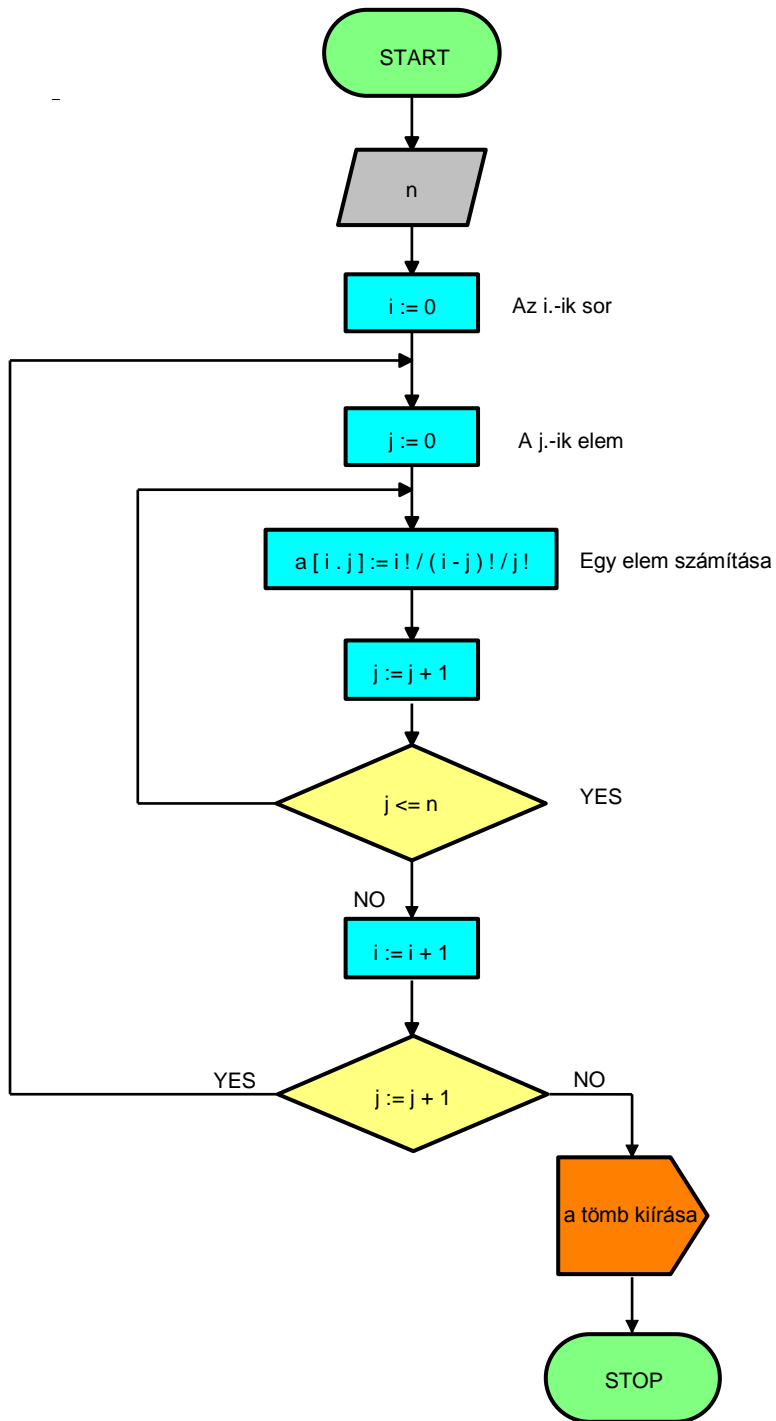 START
n
i := 0
Az i.-ik sor
j := 0
A j.-ik elem
a [ i . j ] := i ! / ( i - j ) ! / j !
Egy elem számítása
j := j + 1
j <= n
YES
NO
i := i + 1
YES
j := j + 1
NO
a tömb kiírása
STOP